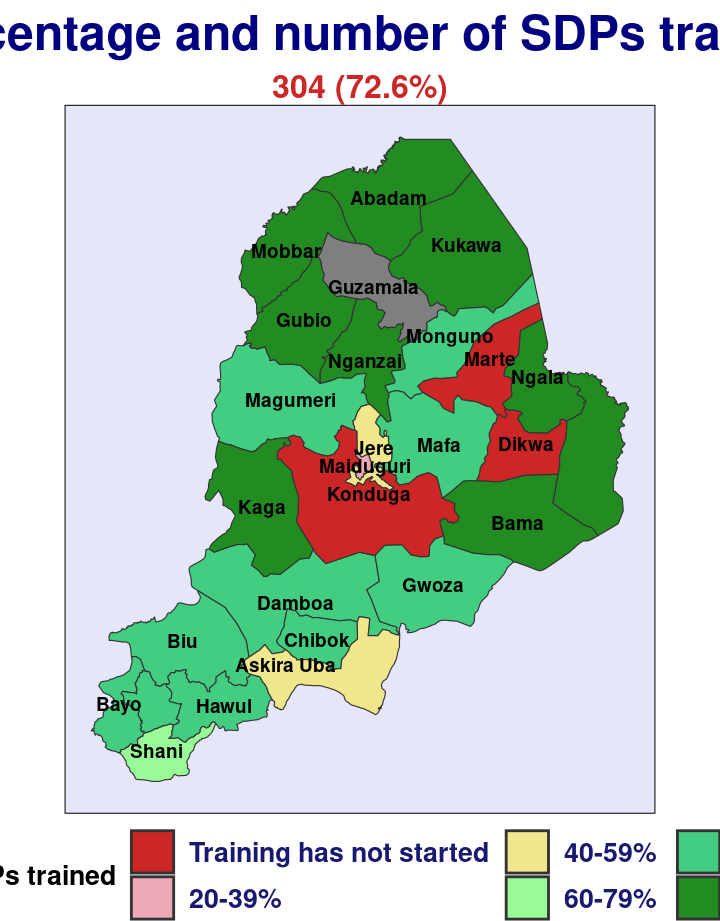 centage and number of SDPs tra
304 (72.6%)
Abadam
Kukawa
Mobbar
Guzamala
Gubio
Monguno
Nganzai
Marte
Ngala
Magumeri
Jere
Mafa
Dikwa
Maiduguri
Konduga
Kaga
Bama
Gwoza
Damboa
Biu
Chibok
Askira Uba
Bayo
Hawul
Shani
Ps trained
Training has not started
40-59%
20-39%
60-79%